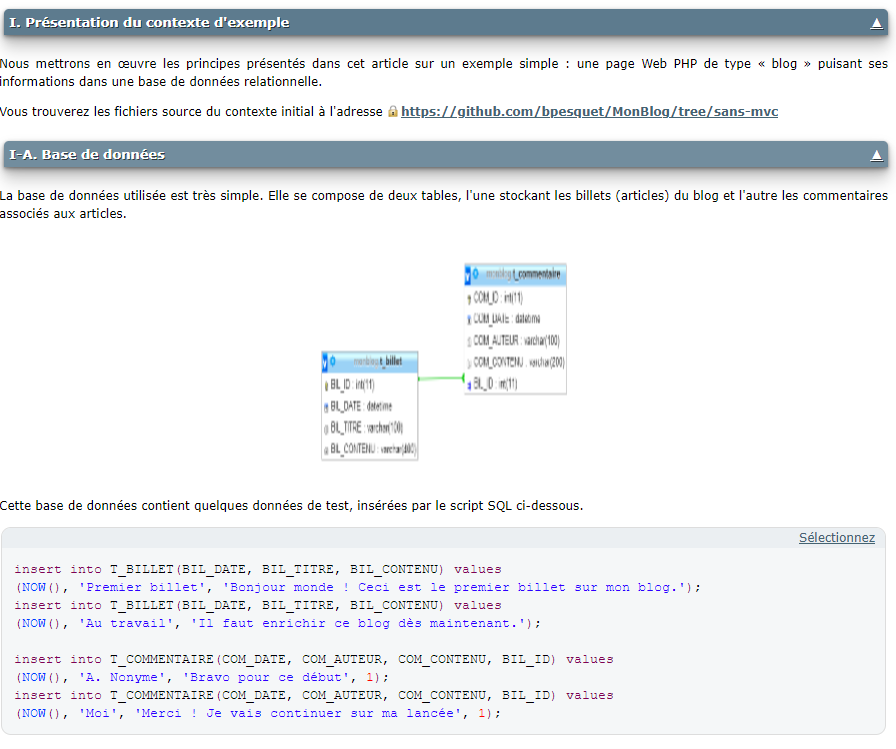 I. Présentation du contexte d'exemple ▲
Nous mettrons en œuvre les principes présentés dans cet article sur un exemple simple : une page Web PHP de type « blog » puisant ses
informations dans une base de données relationnelle.
Vous trouverez les fichiers source du contexte initial à l'adresse https://github.com/bpesquet/MonBlog/tree/sans-mvc
I-A. Base de données ▲
La base de données utilisée est très simple. Elle se compose de deux tables, l'une stockant les billets (articles) du blog et l'autre les commentaires
associés aux articles.
monblog t_commentaire
COM_ID : int(11)
COM_DATE : datetime
COM_AUTEUR : varchar(100)
COM_CONTENU : varchar(200)
BIL_ID : int(11)
monblog t_billet
BIL_ID : int(11)
BIL_DATE : datetime
BIL_TITRE : varchar(100)
BIL_CONTENU : varchar(400)
Cette base de données contient quelques données de test, insérées par le script SQL ci-dessous.
Sélectionnez
insert into T_BILLET(BIL_DATE, BIL_TITRE, BIL_CONTENU) values
(NOW(), 'Premier billet', 'Bonjour monde ! Ceci est le premier billet sur mon blog.');
insert into T_BILLET(BIL_DATE, BIL_TITRE, BIL_CONTENU) values
(NOW(), 'Au travail', 'Il faut enrichir ce blog dès maintenant.');
insert into T_COMMENTAIRE(COM_DATE, COM_AUTEUR, COM_CONTENU, BIL_ID) values
(NOW(), 'A. Nonyme', 'Bravo pour ce début', 1);
insert into T_COMMENTAIRE(COM_DATE, COM_AUTEUR, COM_CONTENU, BIL_ID) values
(NOW(), 'Moi', 'Merci ! Je vais continuer sur ma lancée', 1);